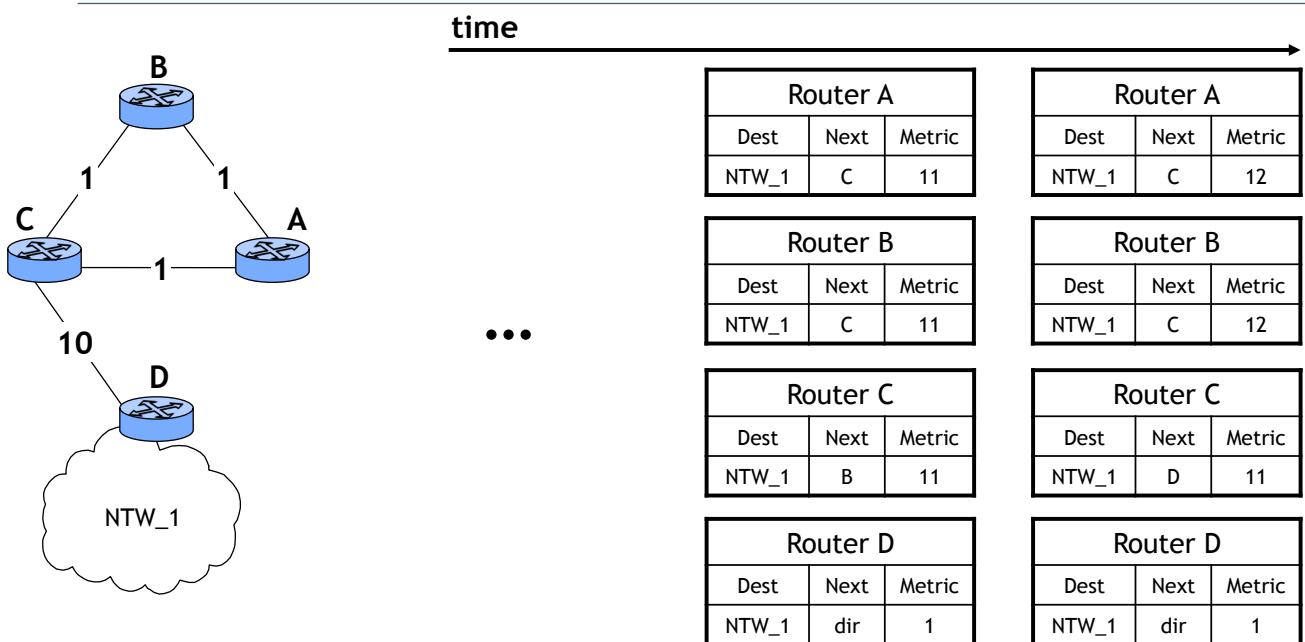 time
B
1
1
C
A
1
10
D
NTW_1
...
Router A
Dest Next Metric
NTW_1 C 11
Router A
Dest Next Metric
NTW_1 C 12
Router B
Dest Next Metric
NTW_1 C 11
Router B
Dest Next Metric
NTW_1 C 12
Router C
Dest Next Metric
NTW_1 B 11
Router C
Dest Next Metric
NTW_1 D 11
Router D
Dest Next Metric
NTW_1 dir 1
Router D
Dest Next Metric
NTW_1 dir 1